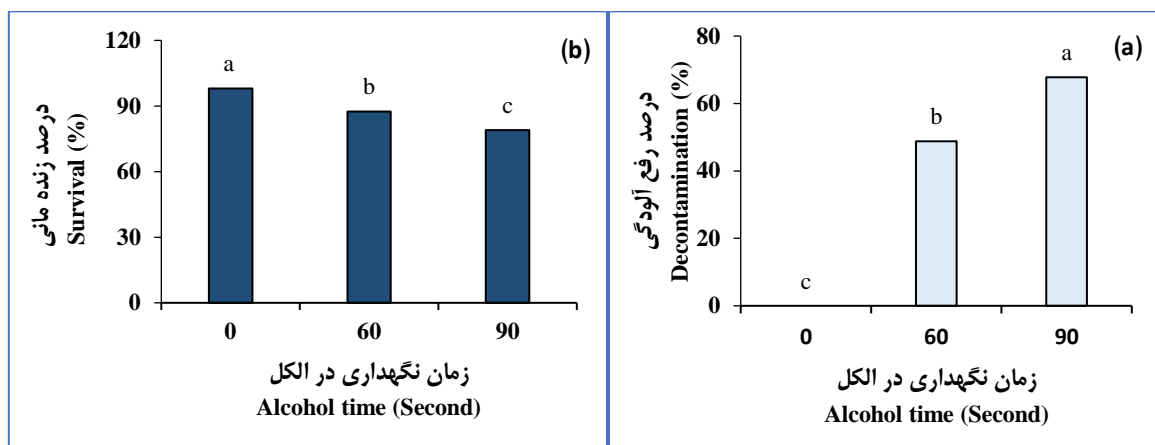 (b)
درصد زنده مانی
Survival (%)
120
90
60
30
0
a
b
c
0 60 90
زمان نگهداری در الکل
Alcohol time (Second)
(a)
درصد رفع آلودگی
Decontamination (%)
80
60
40
20
0
c
b
a
0 60 90
زمان نگهداری در الکل
Alcohol time (Second)